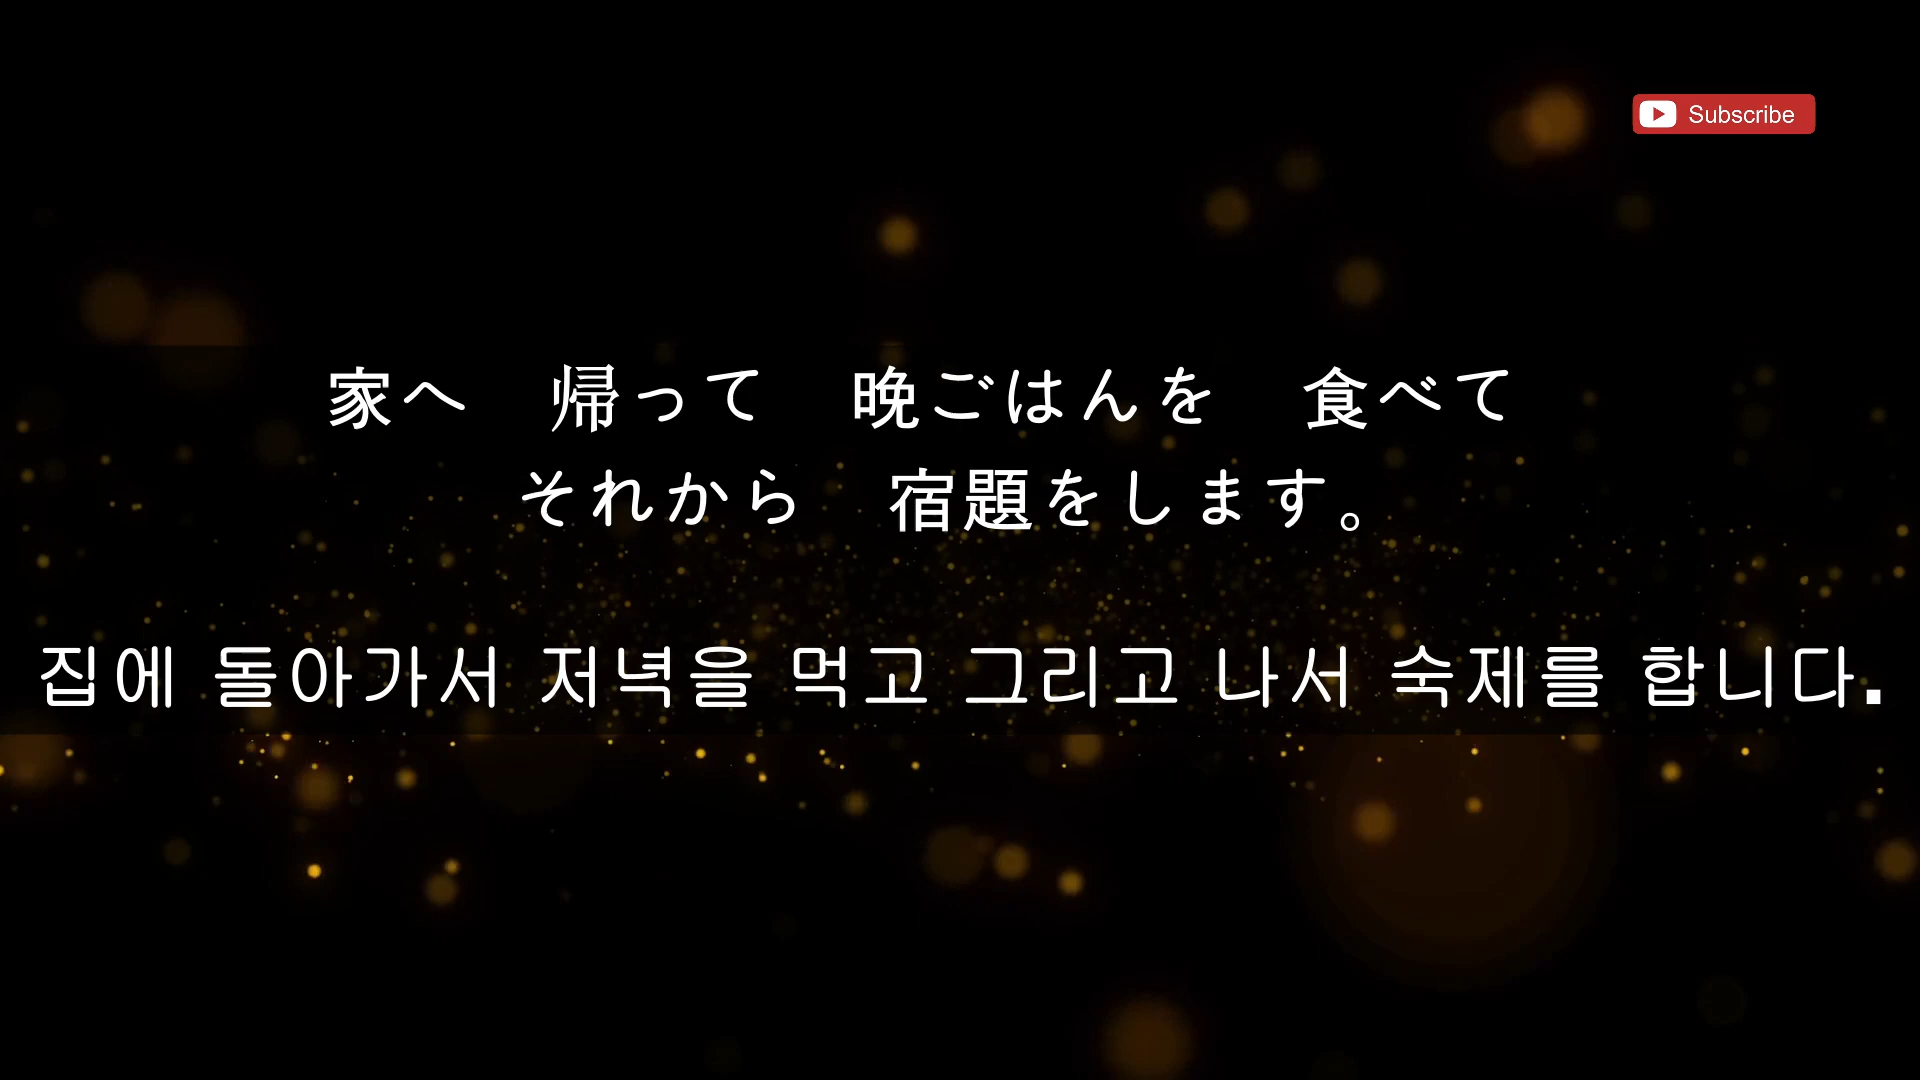 Subscribe
家へ　帰って　晩ごはんを　食べて
それから　宿題をします。
집에 돌아가서 저녁을 먹고 그리고 나서 숙제를 합니다.